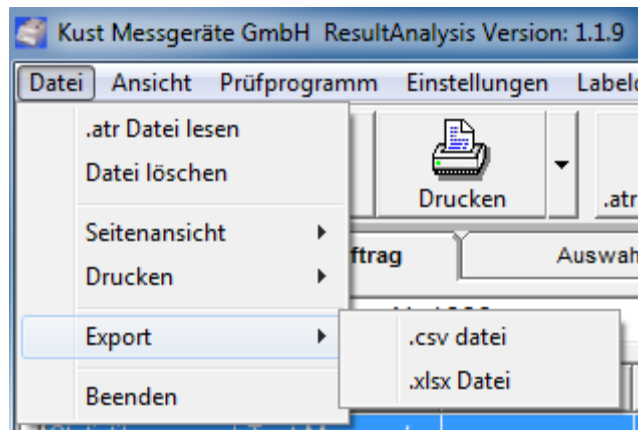 Kust Messgeräte GmbH ResultAnalysis Version: 1.1.9
Datei Ansicht Prüfprogramm Einstellungen
.atr Datei lesen
Datei löschen
Drucken
.atr
Seitenansicht
Drucken
Export
.csv datei
.xlsx Datei
Beenden